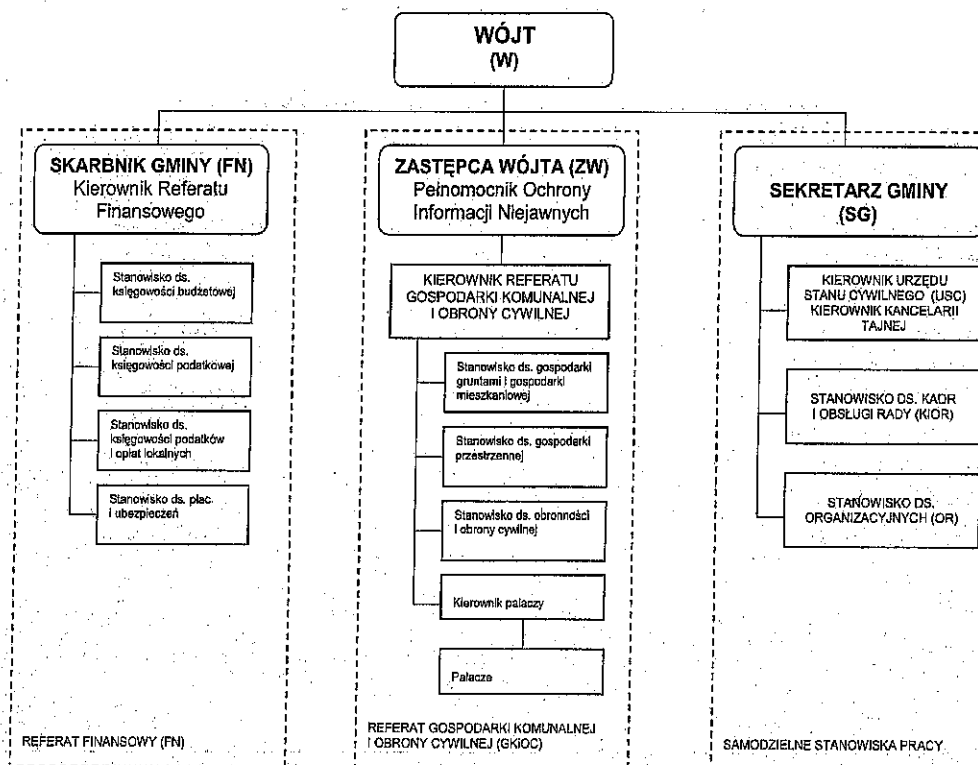 WÓJT
(W)
SKARBNIK GMINY (FN)
Kierownik Referatu
Finansowego
Stanowisko ds.
księgowości budżetowej
Stanowisko ds.
księgowości podatkowej
Stanowisko ds.
księgowości podatków
i opłat lokalnych
Stanowisko ds. płac
i ubezpieczeń
REFERAT FINANSOWY (FN)
ZASTĘPCA WÓJTA (ZW)
Pełnomocnik Ochrony
Informacji Niejawnych
KIEROWNIK REFERATU
GOSPODARKI KOMUNALNEJ
I OBRONY CYWILNEJ
Stanowisko ds. gospodarki
gruntami i gospodarki
mieszkaniowej
Stanowisko ds. gospodarki
przestrzennej
Stanowisko ds. obronności
i obrony cywilnej
Kierownik palaczy
Palacze
REFERAT GOSPODARKI KOMUNALNEJ
I OBRONY CYWILNEJ (GKiOC)
SEKRETARZ GMINY
(SG)
KIEROWNIK URZĘDU
STANU CYWILNEGO (USC)
KIEROWNIK KANCELARII
TAJNEJ
STANOWISKO DS. KADR
I OBSŁUGI RADY (KIOR)
STANOWISKO DS.
ORGANIZACYJNYCH (OR)
SAMODZIELNE STANOWISKA PRACY